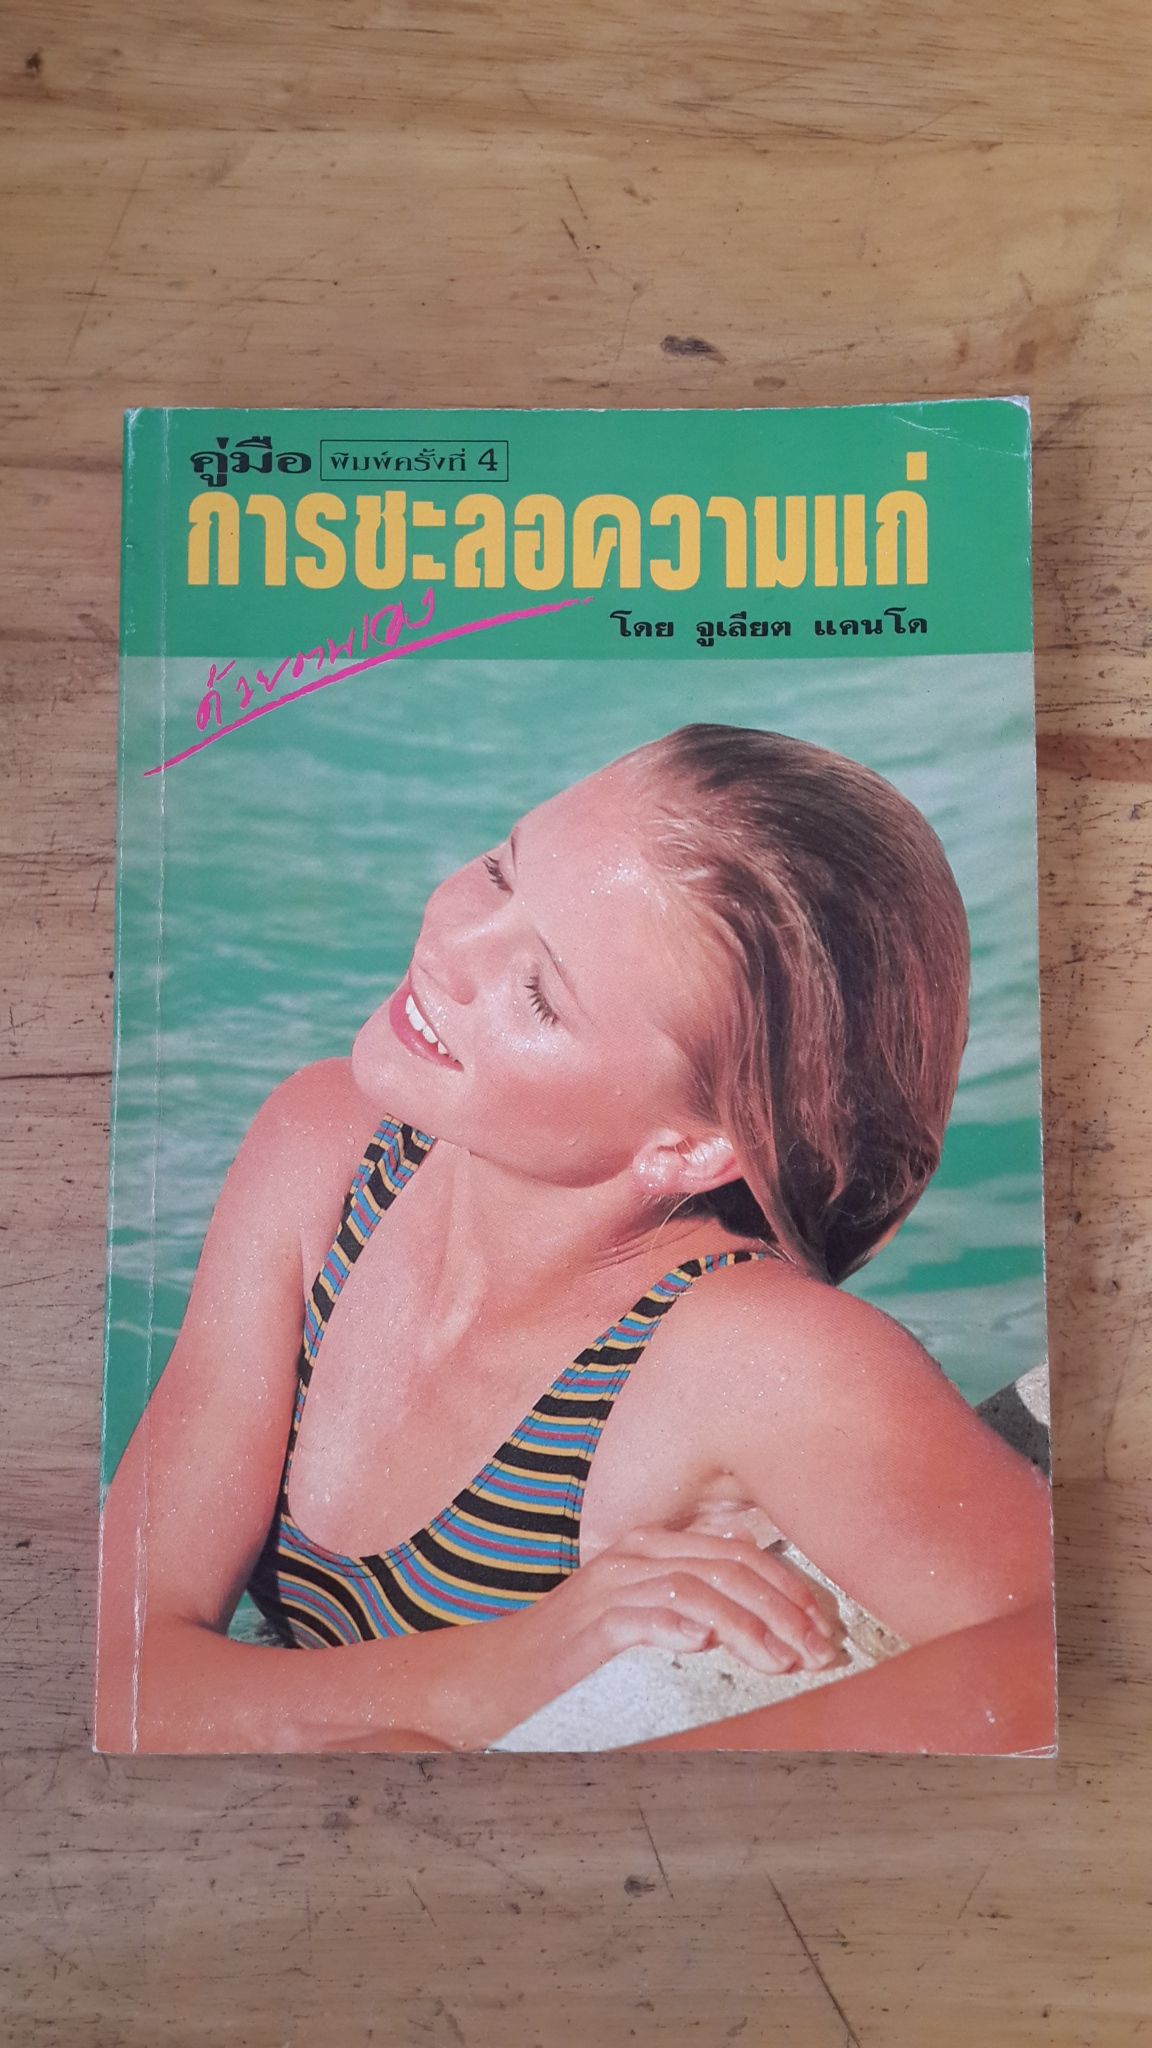 คู่มือ พิมพ์ครั้งที่ 4
การชะลอความแก่
ด้วยตนเอง
โดย จูเลียต แคนโด